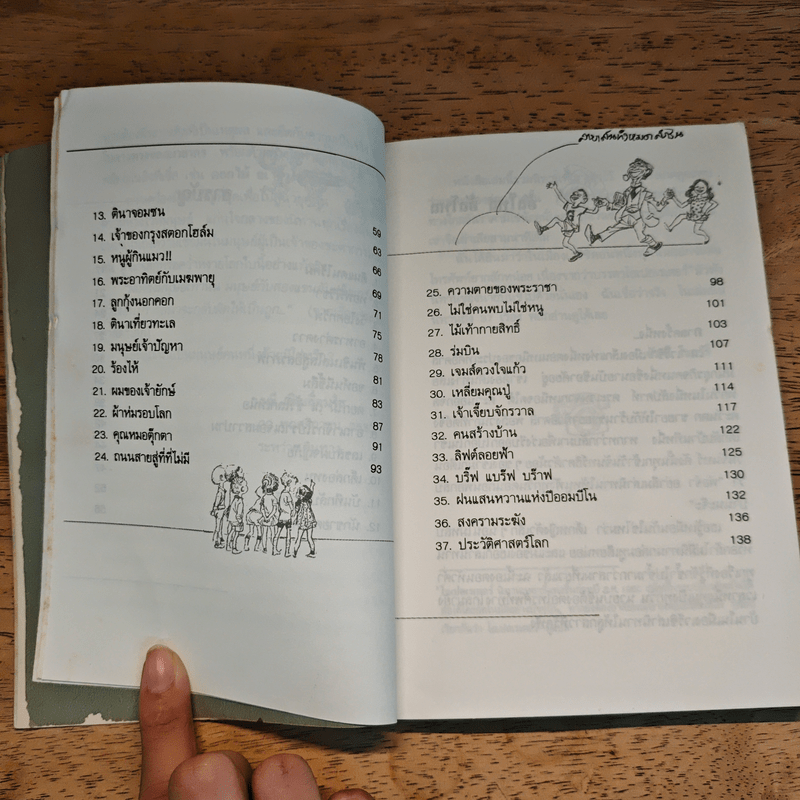 13. ตินาจอมซน 59
14. เจ้าของกรุงสตอกโฮล์ม 63
15. หนูผู้กินแมว!! 66
16. พระอาทิตย์กับเมฆพายุ 69
17. ลูกกุ้งนอกคอก 71
18. ตินาเที่ยวทะเล 75
19. มนุษย์เจ้าปัญหา 78
20. ร้องไห้ 81
21. ผมของเจ้ายักษ์ 83
22. ผ้าห่มรอบโลก 87
23. คุณหมอตุ๊กตา 91
24. ถนนสายสู่ที่ที่ไม่มี 93
25. ความตายของพระราชา 98
26. ไม่ใช่คนพบไม่ใช่หนู 101
27. ไม้เท้ากายสิทธิ์ 103
28. ร่มบิน 107
29. เจมส์ดวงใจแก้ว 111
30. เหลี่ยมคุณปู่ 114
31. เจ้าเจี๊ยบจักรวาล 117
32. คนสร้างบ้าน 122
33. ลิฟต์ลอยฟ้า 125
34. บริ๊ฟ แบร๊ฟ บร๊าฟ 130
35. ฝนแสนหวานแห่งปิออมบิโน 132
36. สงครามระฆัง 136
37. ประวัติศาสตร์โลก 138